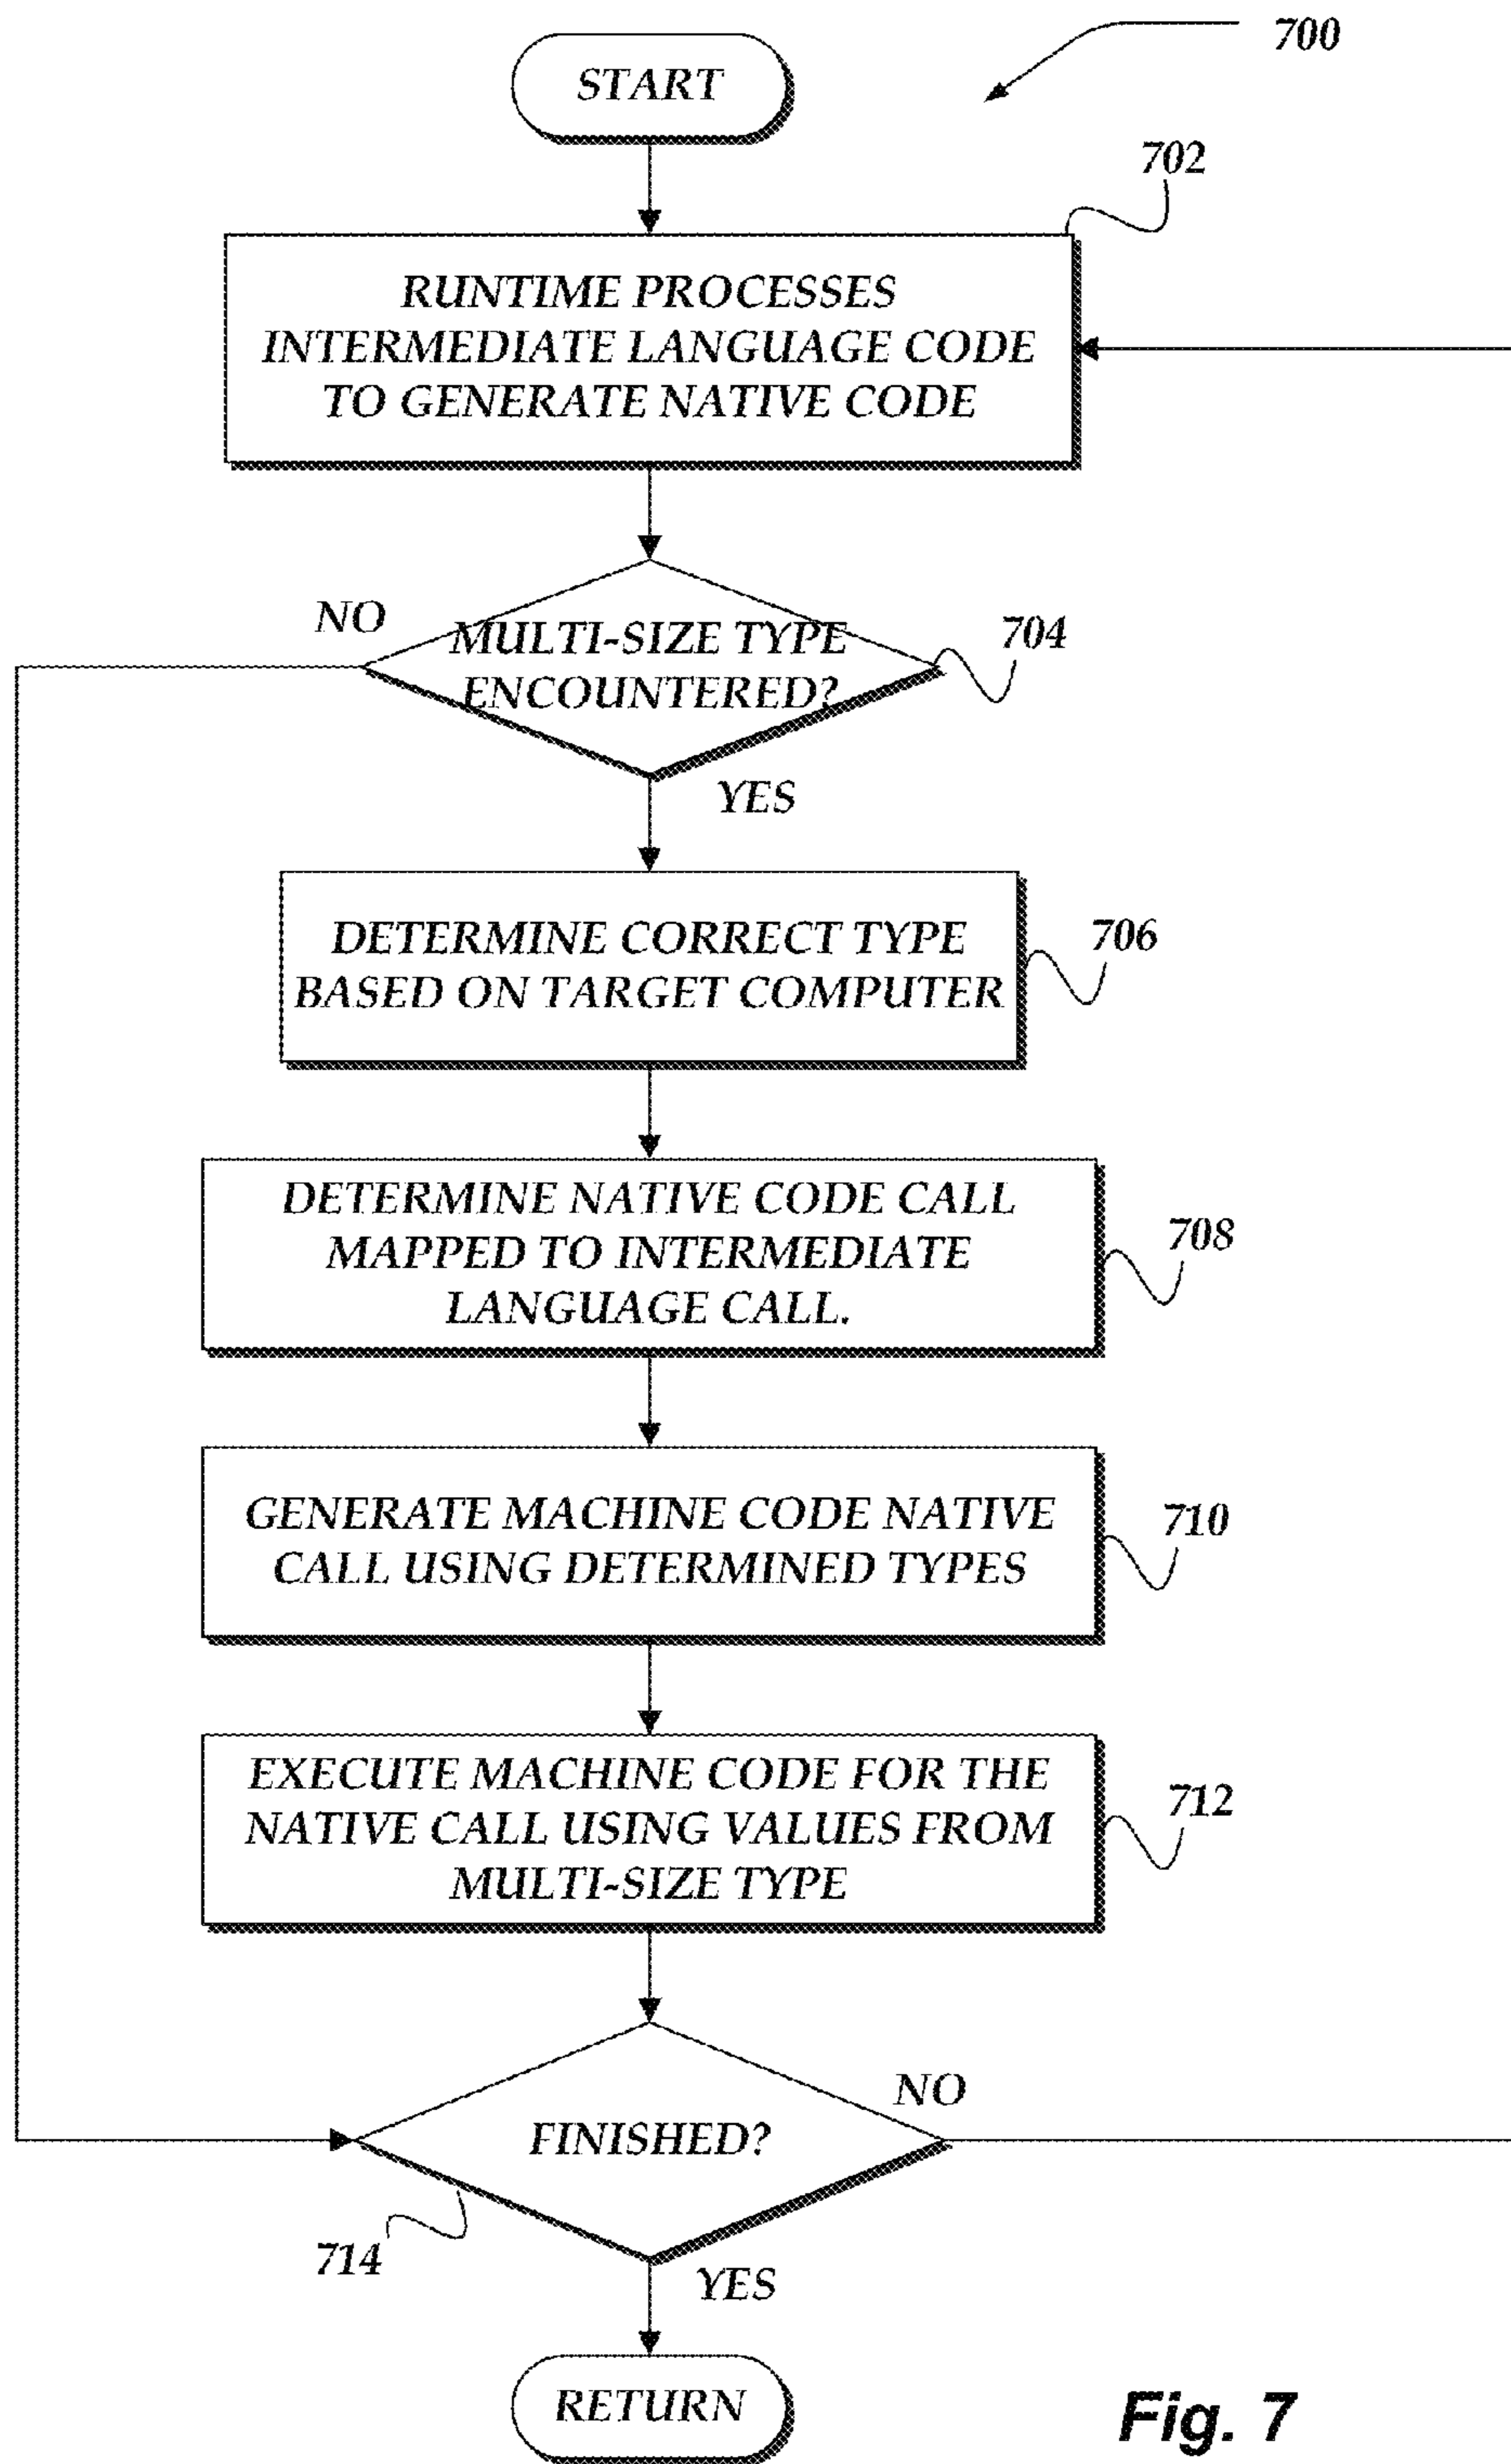 700
START
702
RUNTIME PROCESSES
INTERMEDIATE LANGUAGE CODE
TO GENERATE NATIVE CODE
NO
MULTI-SIZE TYPE
ENCOUNTERED?
704
YES
DETERMINE CORRECT TYPE
BASED ON TARGET COMPUTER
706
DETERMINE NATIVE CODE CALL
MAPPED TO INTERMEDIATE
LANGUAGE CALL.
708
GENERATE MACHINE CODE NATIVE
CALL USING DETERMINED TYPES
710
EXECUTE MACHINE CODE FOR THE
NATIVE CALL USING VALUES FROM
MULTI-SIZE TYPE
712
NO
FINISHED?
714
YES
RETURN
Fig. 7